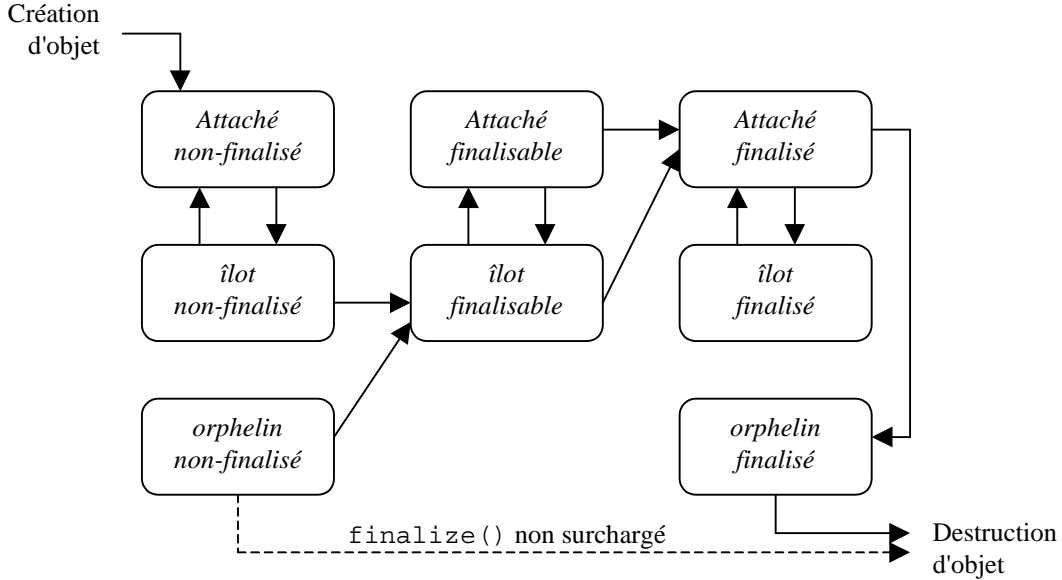 Création
d'objet
Attaché
non-finalisé
Attaché
finalisable
Attaché
finalisé
îlot
non-finalisé
îlot
finalisable
îlot
finalisé
orphelin
non-finalisé
orphelin
finalisé
finalize() non surchargé
Destruction
d'objet